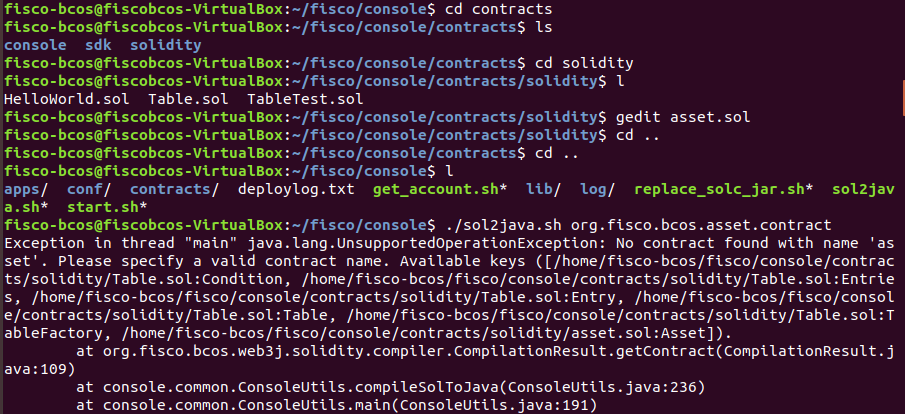 fisco-bcos@fiscobcos-VirtualBox:~/fisco/console$ cd contracts
fisco-bcos@fiscobcos-VirtualBox:~/fisco/console/contracts$ ls
console  sdk  solidity
fisco-bcos@fiscobcos-VirtualBox:~/fisco/console/contracts$ cd solidity
fisco-bcos@fiscobcos-VirtualBox:~/fisco/console/contracts/solidity$ l
HelloWorld.sol  Table.sol  TableTest.sol
fisco-bcos@fiscobcos-VirtualBox:~/fisco/console/contracts/solidity$ gedit asset.sol
fisco-bcos@fiscobcos-VirtualBox:~/fisco/console/contracts/solidity$ cd ..
fisco-bcos@fiscobcos-VirtualBox:~/fisco/console/contracts$ cd ..
fisco-bcos@fiscobcos-VirtualBox:~/fisco/console$ l
apps/  conf/  contracts/  deploylog.txt  get_account.sh*  lib/  log/  replace_solc_jar.sh*  sol2jav
a.sh*  start.sh*
fisco-bcos@fiscobcos-VirtualBox:~/fisco/console$ ./sol2java.sh org.fisco.bcos.asset.contract
Exception in thread "main" java.lang.UnsupportedOperationException: No contract found with name 'as
set'. Please specify a valid contract name. Available keys ([/home/fisco-bcos/fisco/console/contrac
ts/solidity/Table.sol:Condition, /home/fisco-bcos/fisco/console/contracts/solidity/Table.sol:Entrie
s, /home/fisco-bcos/fisco/console/contracts/solidity/Table.sol:Entry, /home/fisco-bcos/fisco/consol
e/contracts/solidity/Table.sol:Table, /home/fisco-bcos/fisco/console/contracts/solidity/Table.sol:T
ableFactory, /home/fisco-bcos/fisco/console/contracts/solidity/asset.sol:Asset]).
        at org.fisco.bcos.web3j.solidity.compiler.CompilationResult.getContract(CompilationResult.j
ava:109)
        at console.common.ConsoleUtils.compileSolToJava(ConsoleUtils.java:236)
        at console.common.ConsoleUtils.main(ConsoleUtils.java:191)